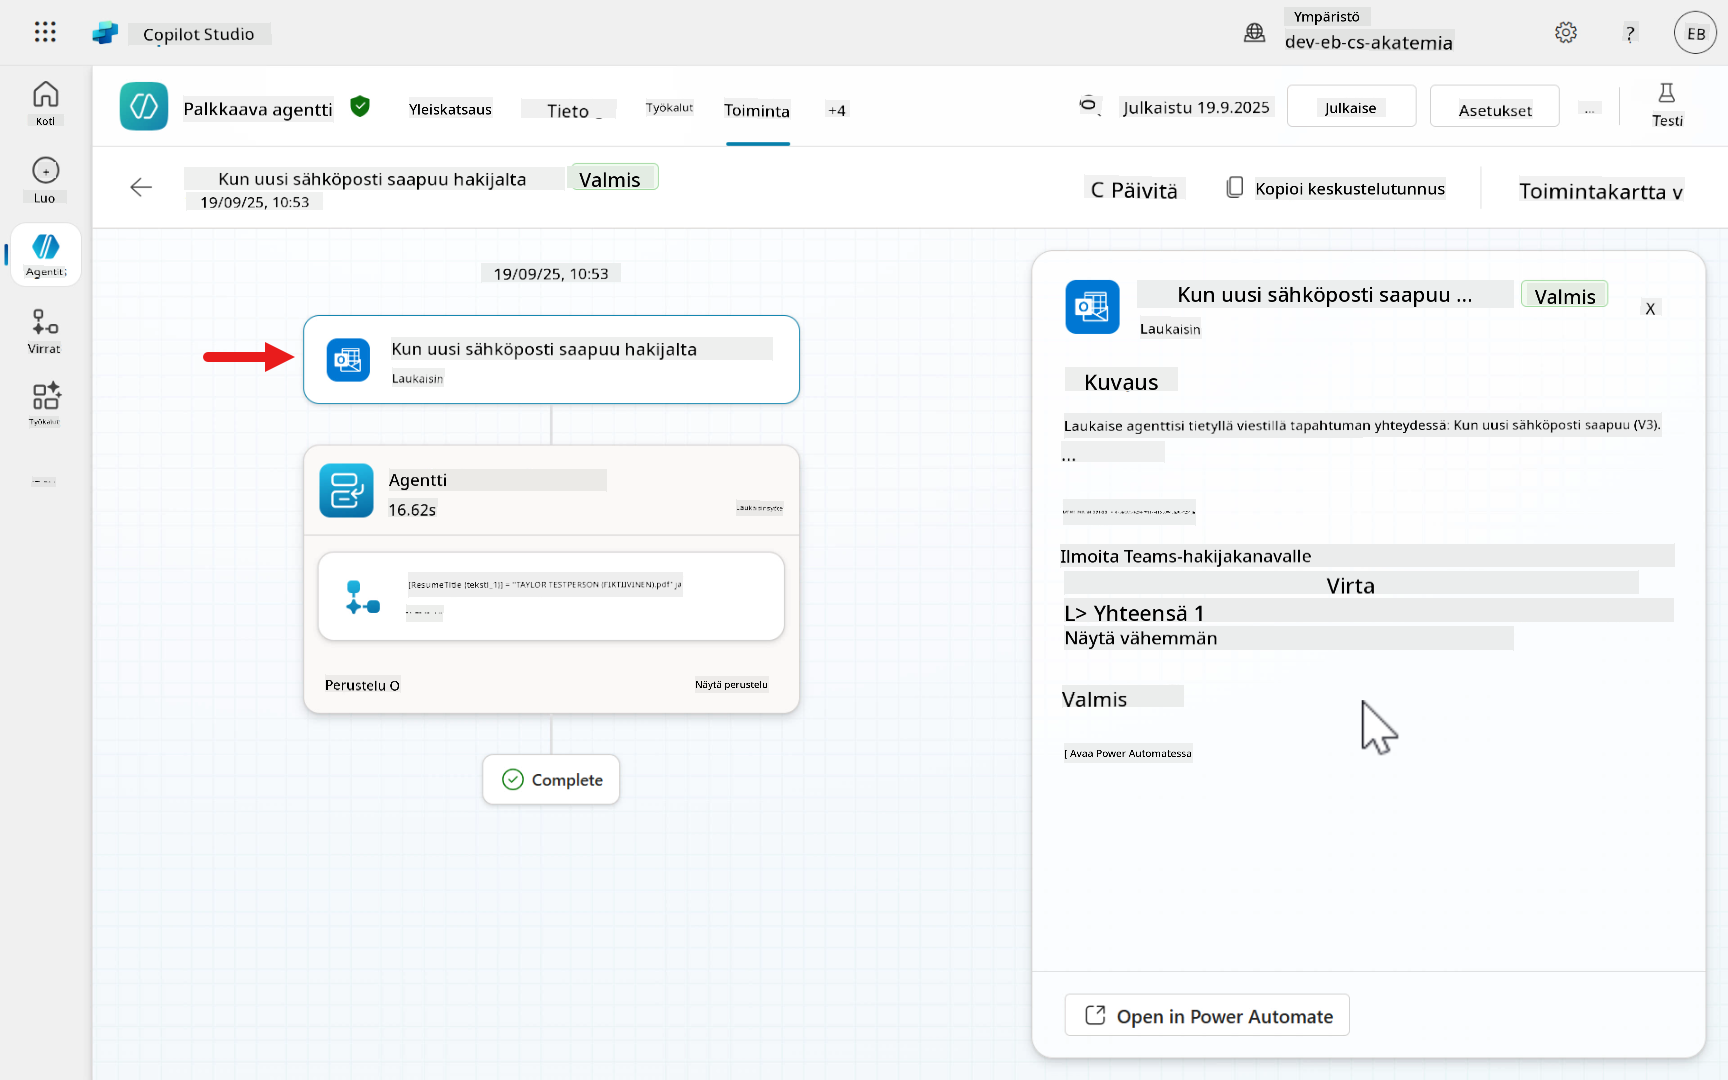 Copilot Studio
Ympäristö
dev-eb-cs-akatemia
?
EB
Koti
Luo
Agentit
Virrat
Työkalut
Palkkaava agentti
Yleiskatsaus
Tieto
Työkalut
Toiminta
+4
Julkaistu 19.9.2025
Julkaise
Asetukset
...
Testi
Kun uusi sähköposti saapuu hakijalta
Valmis
19/09/25, 10:53
C Päivitä
Kopioi keskustelutunnus
Toimintakartta v
19/09/25, 10:53
Kun uusi sähköposti saapuu hakijalta
Laukaisin
Agentti
16.62s
[ResumeTitle (teksti_1)] = "TAYLOR TESTPERSON (FIKTIIVINEN).pdf" ja
Perustelu O
Näytä perustelu
Complete
Kun uusi sähköposti saapuu ...
Valmis
X
Laukaisin
Kuvaus
Laukaise agenttisi tietyllä viestillä tapahtuman yhteydessä: Kun uusi sähköposti saapuu (V3).
...
Ilmoita Teams-hakijakanavalle
Virta
L> Yhteensä 1
Näytä vähemmän
Valmis
[ Avaa Power Automatessa
Open in Power Automate